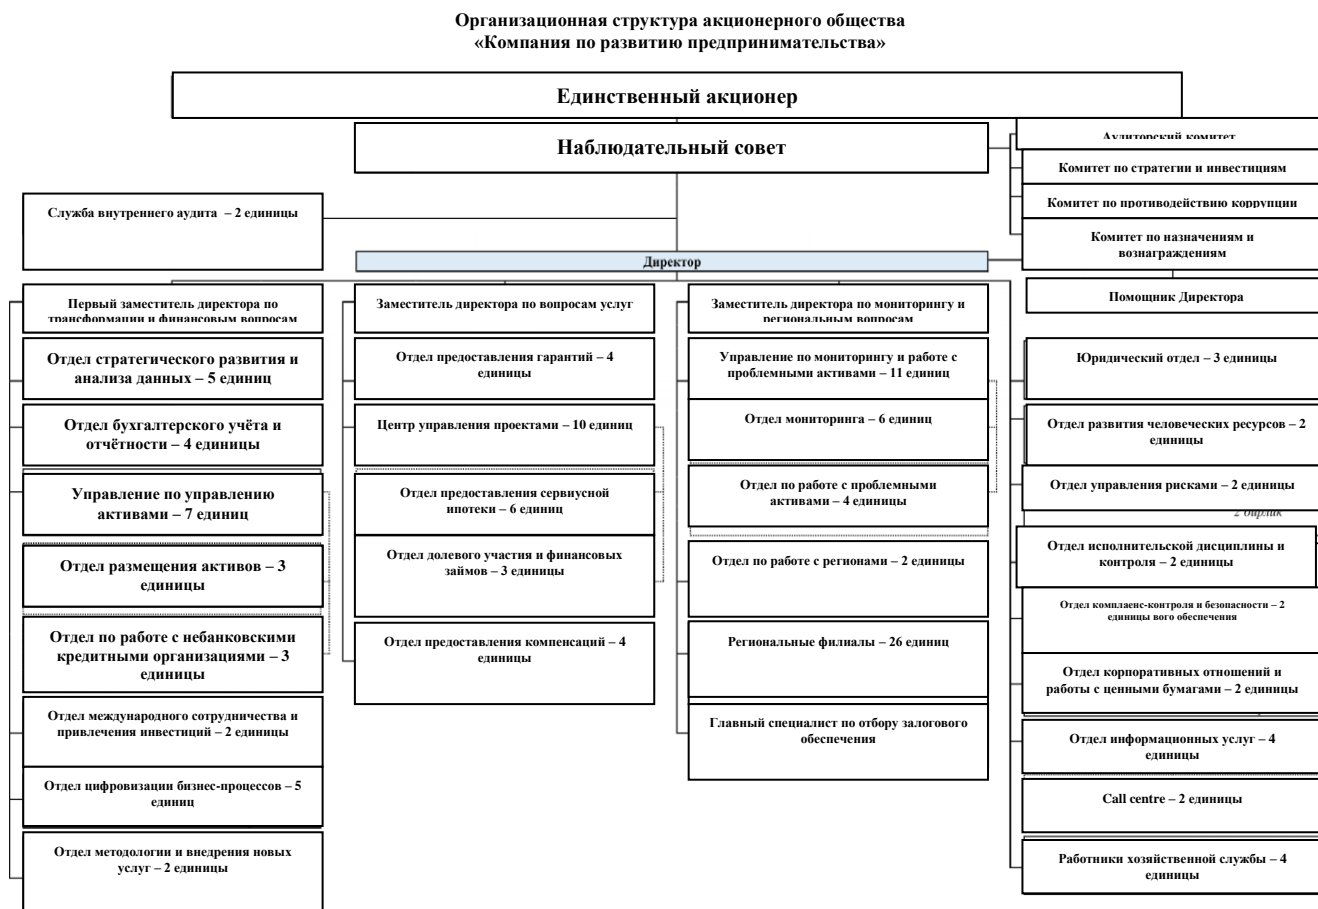 Организационная структура акционерного общества
«Компания по развитию предпринимательства»
Единственный акционер
Наблюдательный совет
Аудиторский комитет
Комитет по стратегии и инвестициям
Комитет по противодействию коррупции
Комитет по назначениям и
вознаграждениям
Служба внутреннего аудита – 2 единицы
Директор
Помощник Директора
Первый заместитель директора по
трансформации и финансовым вопросам
Отдел стратегического развития и
анализа данных – 5 единиц
Отдел бухгалтерского учёта и
отчётности – 4 единицы
Управление по управления
активами – 7 единиц
Отдел размещения активов – 3
единицы
Отдел по работе с небанковскими
кредитными организациями – 3
единицы
Отдел международного сотрудничества и
привлечения инвестиций – 2 единицы
Отдел цифровизации бизнес-процессов – 5
единиц
Отдел методологии и внедрения новых
услуг – 2 единицы
Заместитель директора по вопросам услуг
Отдел предоставления гарантий – 4
единицы
Центр управления проектами – 10 единиц
Отдел предоставления сервиусной
ипотеки – 6 единиц
Отдел долевого участия и финансовых
займов – 3 единицы
Отдел предоставления компенсаций – 4
единицы
Заместитель директора по мониторингу и
региональным вопросам
Управление по мониторингу и работе с
проблемными активами – 11 единиц
Отдел мониторинга – 6 единиц
Отдел по работе с проблемными
активами – 4 единицы
Отдел по работе с регионами – 2 единицы
Региональные филиалы – 26 единиц
Главный специалист по отбору залогового
обеспечения
Юридический отдел – 3 единицы
Отдел развития человеческих ресурсов – 2
единицы
Отдел управления рисками – 2 единицы
2 бирлик
Отдел исполнительской дисциплины и
контроля – 2 единицы
Отдел комплаенс-контроля и безопасности – 2
единицы вого обеспечения
Отдел корпоративных отношений и
работы с ценными бумагами – 2 единицы
Отдел информационных услуг – 4
единицы
Call centre – 2 единицы
Работники хозяйственной службы – 4
единицы